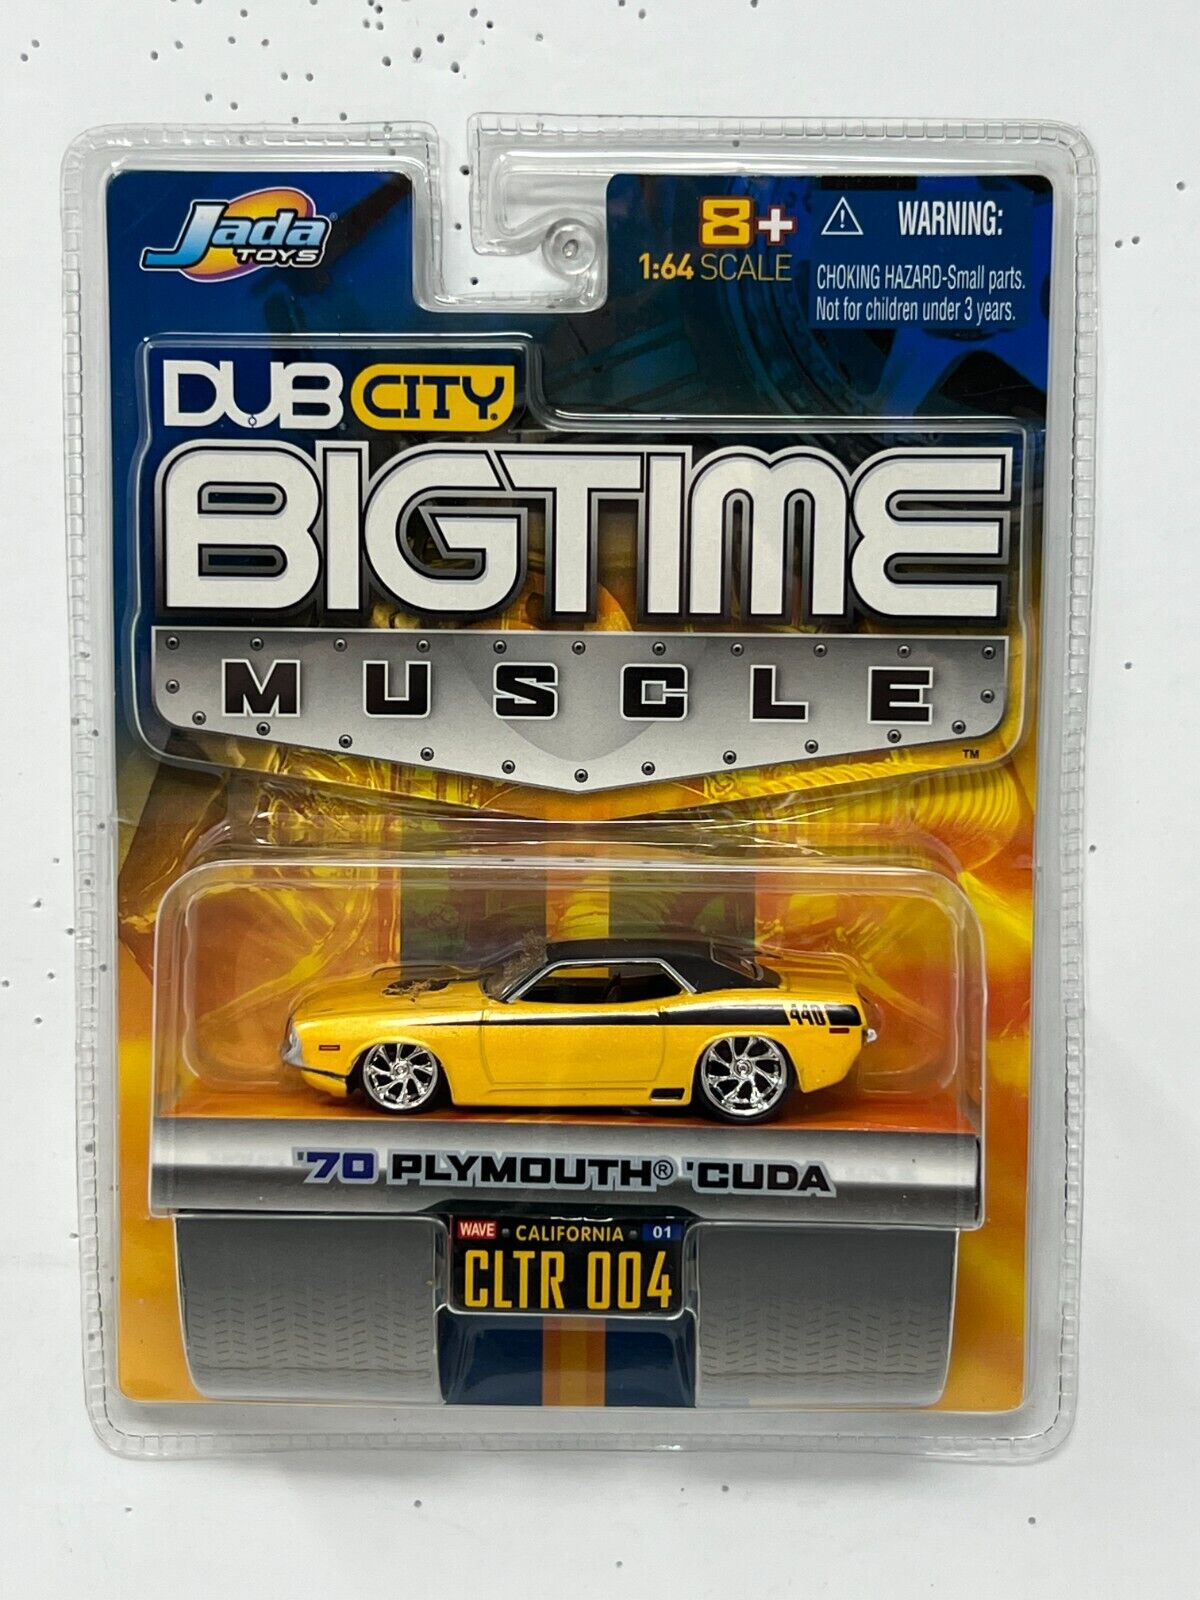 Jada®
TOYS
8+
1:64 SCALE
WARNING:
CHOKING HAZARD-Small parts.
Not for children under 3 years.
DUB® CITY®
BIGTIME
MUSCLE
™
440
'70 PLYMOUTH® 'CUDA
WAVE CALIFORNIA 01
CLTR 004